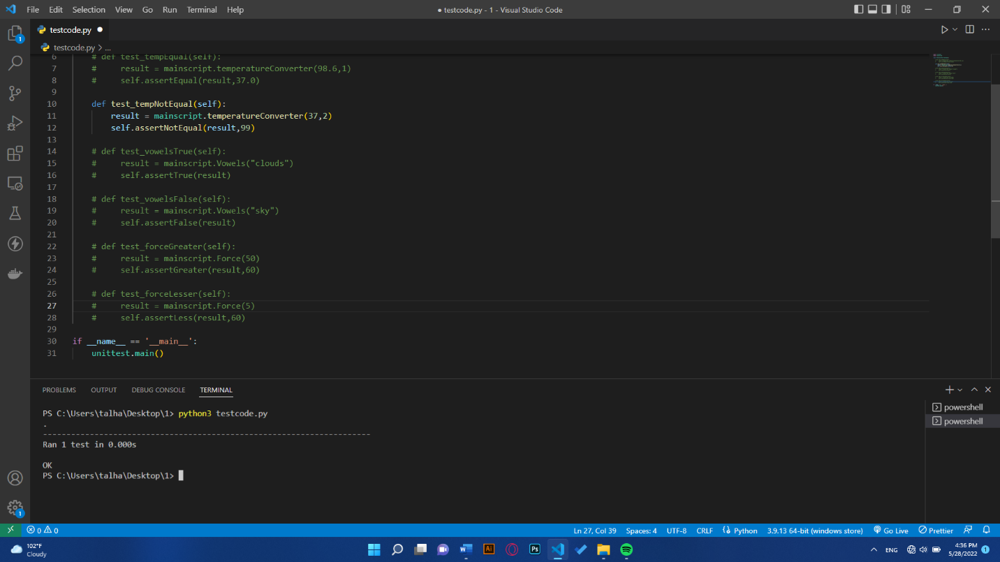 File Edit Selection View Go Run Terminal Help
● testcode.py - 1 - Visual Studio Code
testcode.py ●
testcode.py > ...
6 # def test_tempEqual(self):
7 #     result = mainscript.temperatureConverter(98.6,1)
8 #     self.assertEqual(result,37.0)
9
10 def test_tempNotEqual(self):
11     result = mainscript.temperatureConverter(37,2)
12     self.assertNotEqual(result,99)
13
14 # def test_vowelsTrue(self):
15 #     result = mainscript.Vowels("clouds")
16 #     self.assertTrue(result)
17
18 # def test_vowelsFalse(self):
19 #     result = mainscript.Vowels("sky")
20 #     self.assertFalse(result)
21
22 # def test_forceGreater(self):
23 #     result = mainscript.Force(50)
24 #     self.assertGreater(result,60)
25
26 # def test_forceLesser(self):
27 #     result = mainscript.Force(5)
28 #     self.assertLess(result,60)
29
30 if __name__ == '__main__':
31     unittest.main()
PROBLEMS OUTPUT DEBUG CONSOLE TERMINAL
PS C:\Users\talha\Desktop\1> python3 testcode.py
.
----------------------------------------------------------------------
Ran 1 test in 0.000s
OK
PS C:\Users\talha\Desktop\1>
powershell
powershell
1
1
0 0
Ln 27, Col 39 Spaces: 4 UTF-8 CRLF Python 3.9.13 64-bit (windows store) Go Live Prettier
102°F
Cloudy
W Ai Ps
ENG
4:36 PM
5/28/2022
1